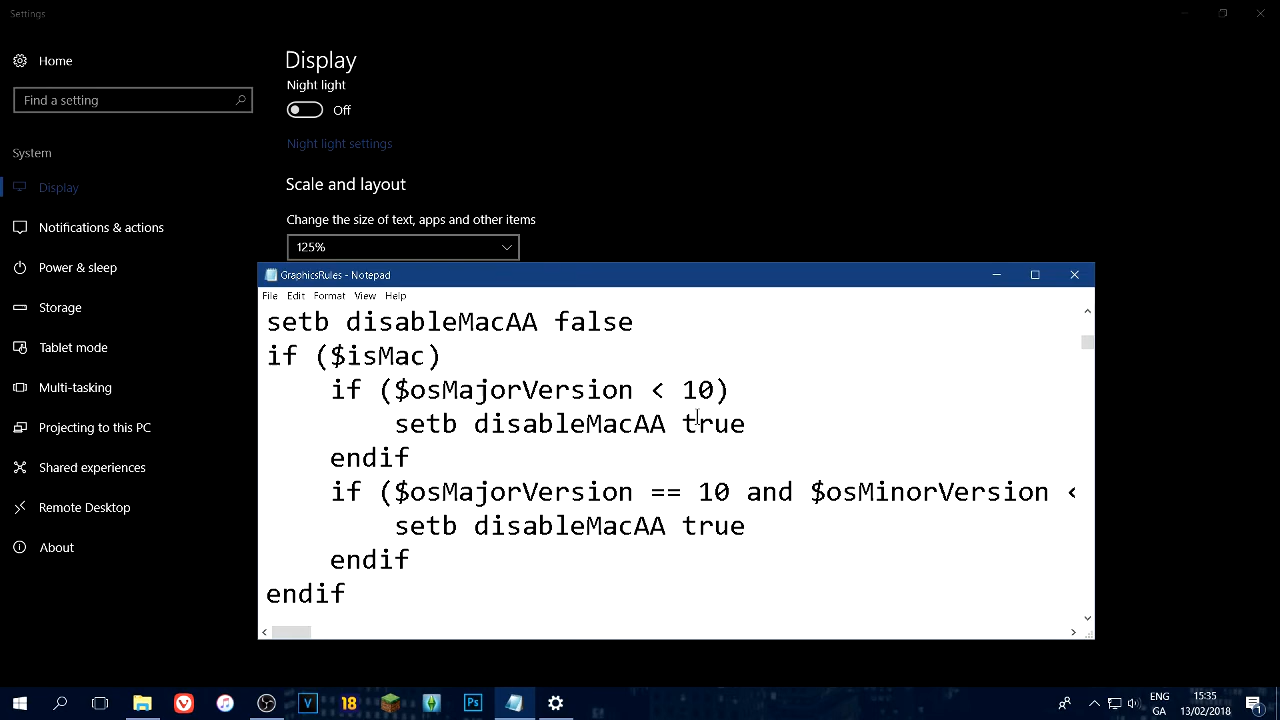 Settings
Home
Find a setting
System
Display
Notifications & actions
Power & sleep
Storage
Tablet mode
Multi-tasking
Projecting to this PC
Shared experiences
Remote Desktop
About
Display
Night light
Off
Night light settings
Scale and layout
Change the size of text, apps and other items
125%
GraphicsRules - Notepad
File Edit Format View Help
setb disableMacAA false
if ($isMac)
if ($osMajorVersion < 10)
setb disableMacAA true
endif
if ($osMajorVersion == 10 and $osMinorVersion <
setb disableMacAA true
endif
endif
V
18
Ps
ENG
GA
15:35
13/02/2018
1